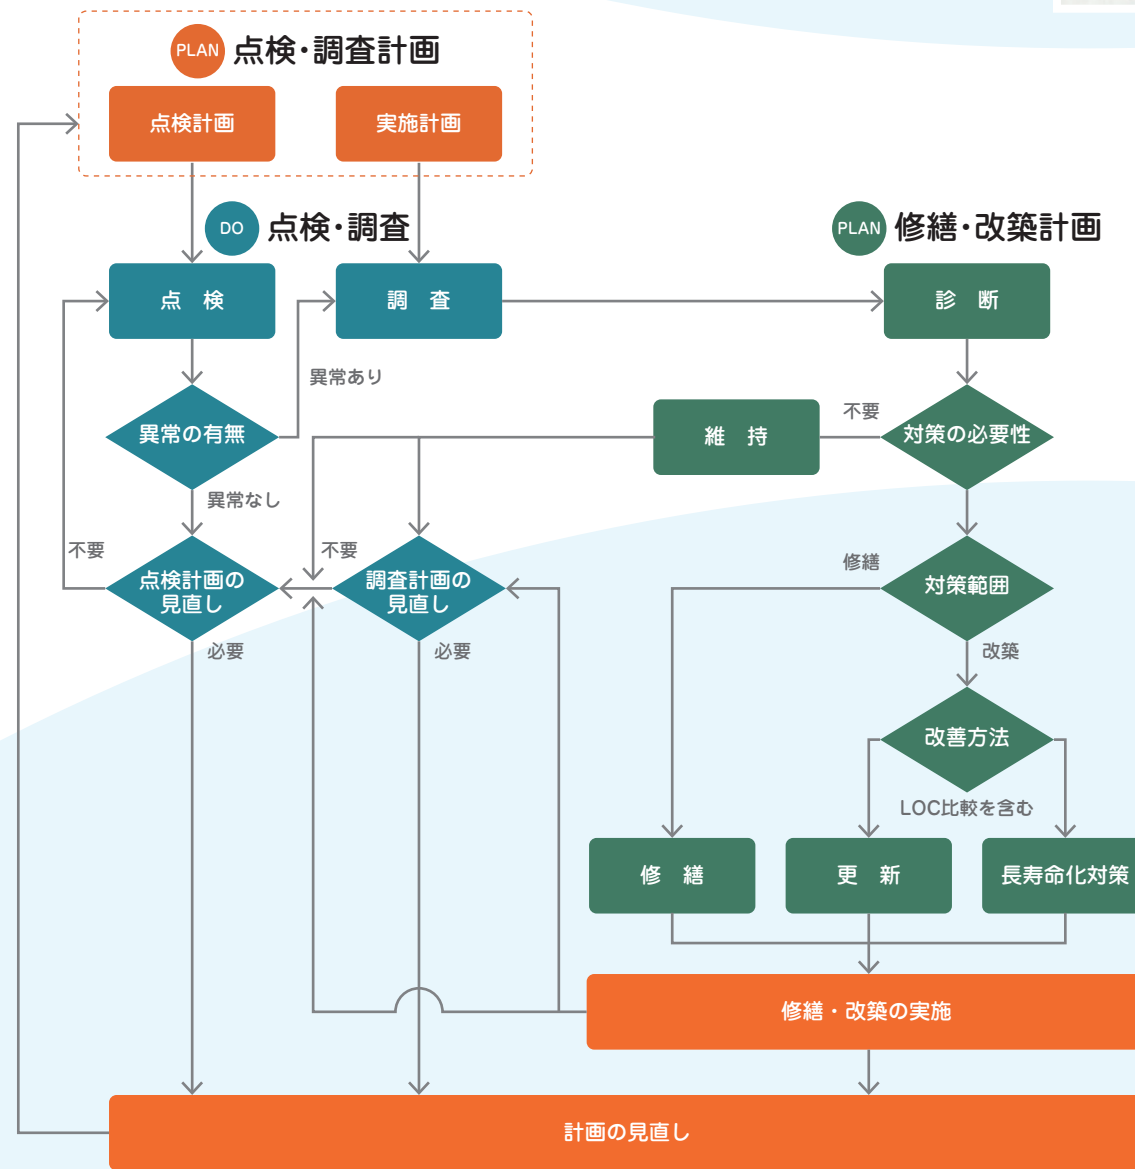 PLAN 点検・調査計画
点検計画
実施計画
DO 点検・調査
PLAN 修繕・改築計画
点 検
調 査
診 断
異常あり
異常の有無
維 持
不要
対策の必要性
異常なし
不要
点検計画の
見直し
不要
調査計画の
見直し
修繕
対策範囲
必要
必要
改築
改善方法
LOC比較を含む
修 繕
更 新
長寿命化対策
修繕・改築の実施
計画の見直し